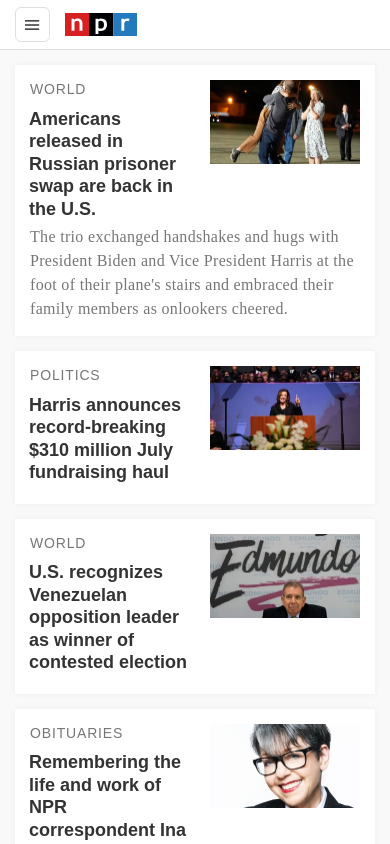 npr
WORLD
Americans
released in
Russian prisoner
swap are back in
the U.S.
The trio exchanged handshakes and hugs with
President Biden and Vice President Harris at the
foot of their plane's stairs and embraced their
family members as onlookers cheered.
POLITICS
Harris announces
record-breaking
$310 million July
fundraising haul
WORLD
U.S. recognizes
Venezuelan
opposition leader
as winner of
contested election
Edmundo
OBITUARIES
Remembering the
life and work of
NPR
correspondent Ina